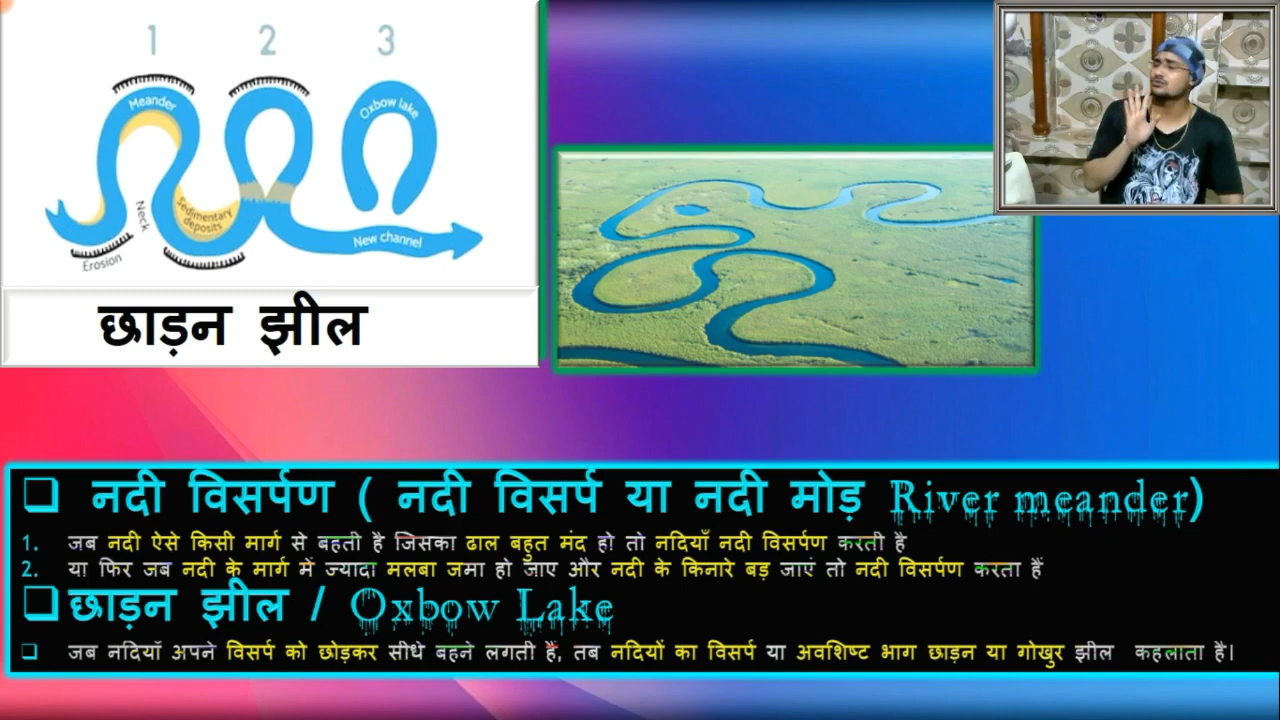 1 2 3
Meander
Oxbow lake
Neck
Sedimentary
deposits
Erosion
New channel
छाड़न झील
❑ नदी विसर्पण ( नदी विसर्प या नदी मोड़ River meander)
1. जब नदी ऐसे किसी मार्ग से बहती है जिसका ढाल बहुत मंद हो तो नदियाँ नदी विसर्पण करती है
2. या फिर जब नदी के मार्ग में ज्यादा मलबा जमा हो जाए और नदी के किनारे बड़ जाएं तो नदी विसर्पण करता हैं
❑ छाड़न झील / Oxbow Lake
❑ जब नदियॉ अपने विसर्प को छोड़कर सीधे बहने लगती हैं, तब नदियों का विसर्प या अवशिष्ट भाग छाड़न या गोखुर झील कहलाता है।